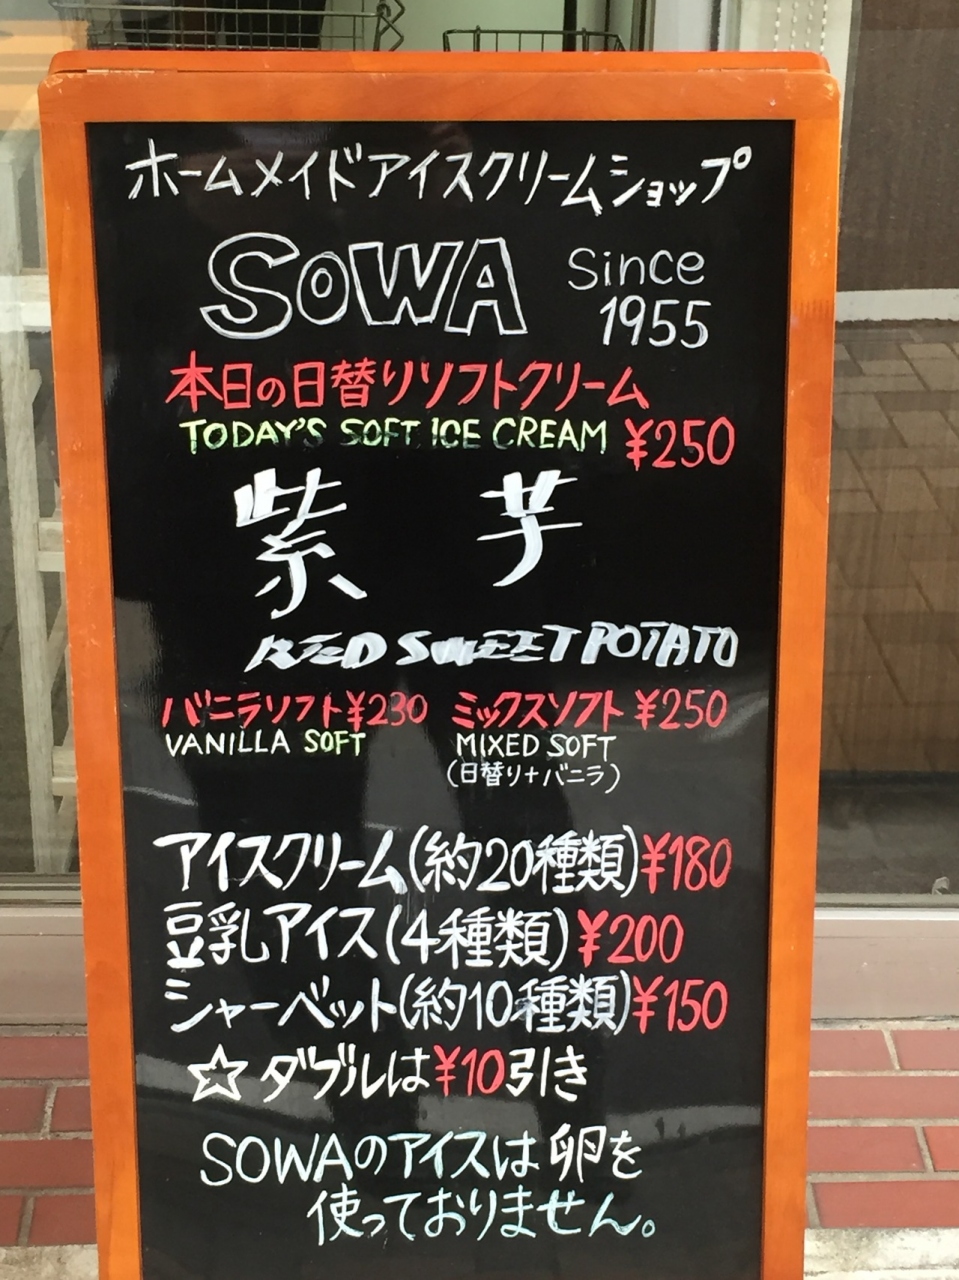 ホームメイドアイスクリームショップ
SOWA Since 1955
本日の日替りソフトクリーム
TODAY'S SOFT ICE CREAM ¥250
紫芋
RED SWEET POTATO
バニラソフト¥230 ミックスソフト ¥250
VANILLA SOFT MIXED SOFT
(日替り+バニラ)
アイスクリーム(約20種類)¥180
豆乳アイス(4種類)¥200
シャーベット(約10種類)¥150
☆ダブルは¥10引き
SOWAのアイスは卵を
使っておりません。